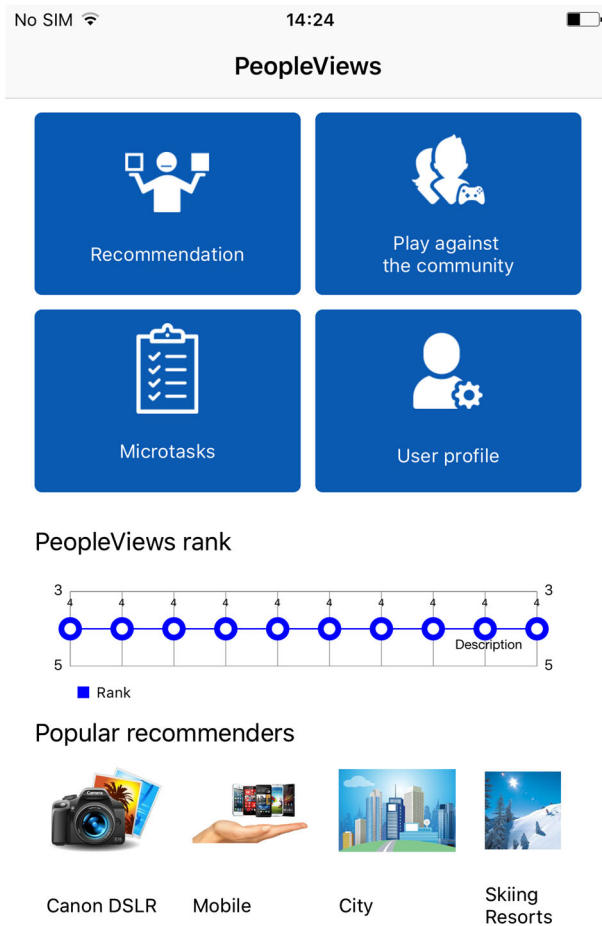 No SIM 14:24
PeopleViews
Recommendation
Play against
the community
Microtasks
User profile
PeopleViews rank
3 3
4 4 4 4 4 4 4 4 4 4
Description
5 5
Rank
Popular recommenders
Canon DSLR
Mobile
City
Skiing
Resorts